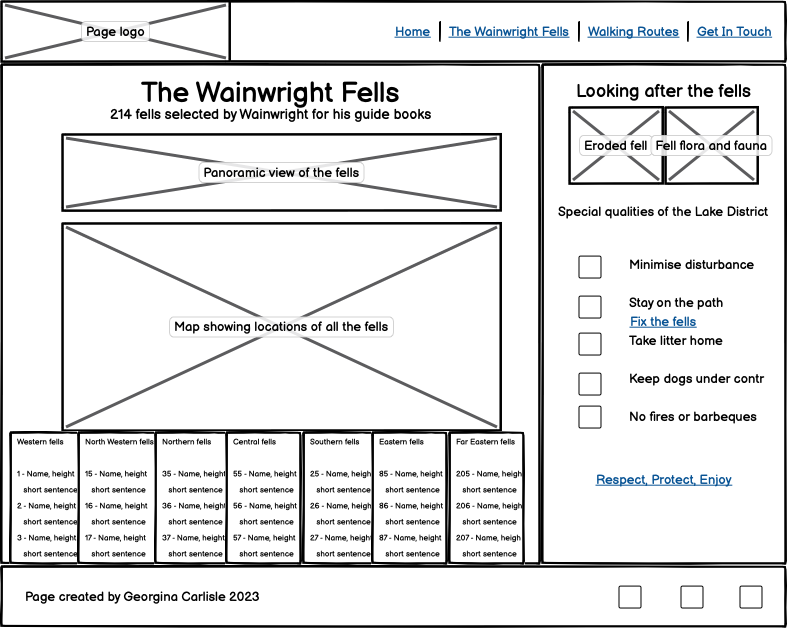 Page logo
Home The Wainwright Fells Walking Routes Get In Touch
The Wainwright Fells
214 fells selected by Wainwright for his guide books
Panoramic view of the fells
Map showing locations of all the fells
Western fells
1 - Name, height
short sentence
2 - Name, height
short sentence
3 - Name, height
short sentence
North Western fells
15 - Name, height
short sentence
16 - Name, height
short sentence
17 - Name, height
short sentence
Northern fells
35 - Name, height
short sentence
36 - Name, height
short sentence
37 - Name, height
short sentence
Central fells
55 - Name, height
short sentence
56 - Name, height
short sentence
57 - Name, height
short sentence
Southern fells
25 - Name, heigh
short sentence
26 - Name, heigh
short sentence
27 - Name, heigh
short sentence
Eastern fells
85 - Name, height
short sentence
86 - Name, height
short sentence
87 - Name, height
short sentence
Far Eastern fells
205 - Name, heigh
short sentence
206 - Name, heigh
short sentence
207 - Name, heigh
short sentence
Looking after the fells
Eroded fell Fell flora and fauna
Special qualities of the Lake District
Minimise disturbance
Stay on the path
Fix the fells
Take litter home
Keep dogs under contr
No fires or barbeques
Respect, Protect, Enjoy
Page created by Georgina Carlisle 2023